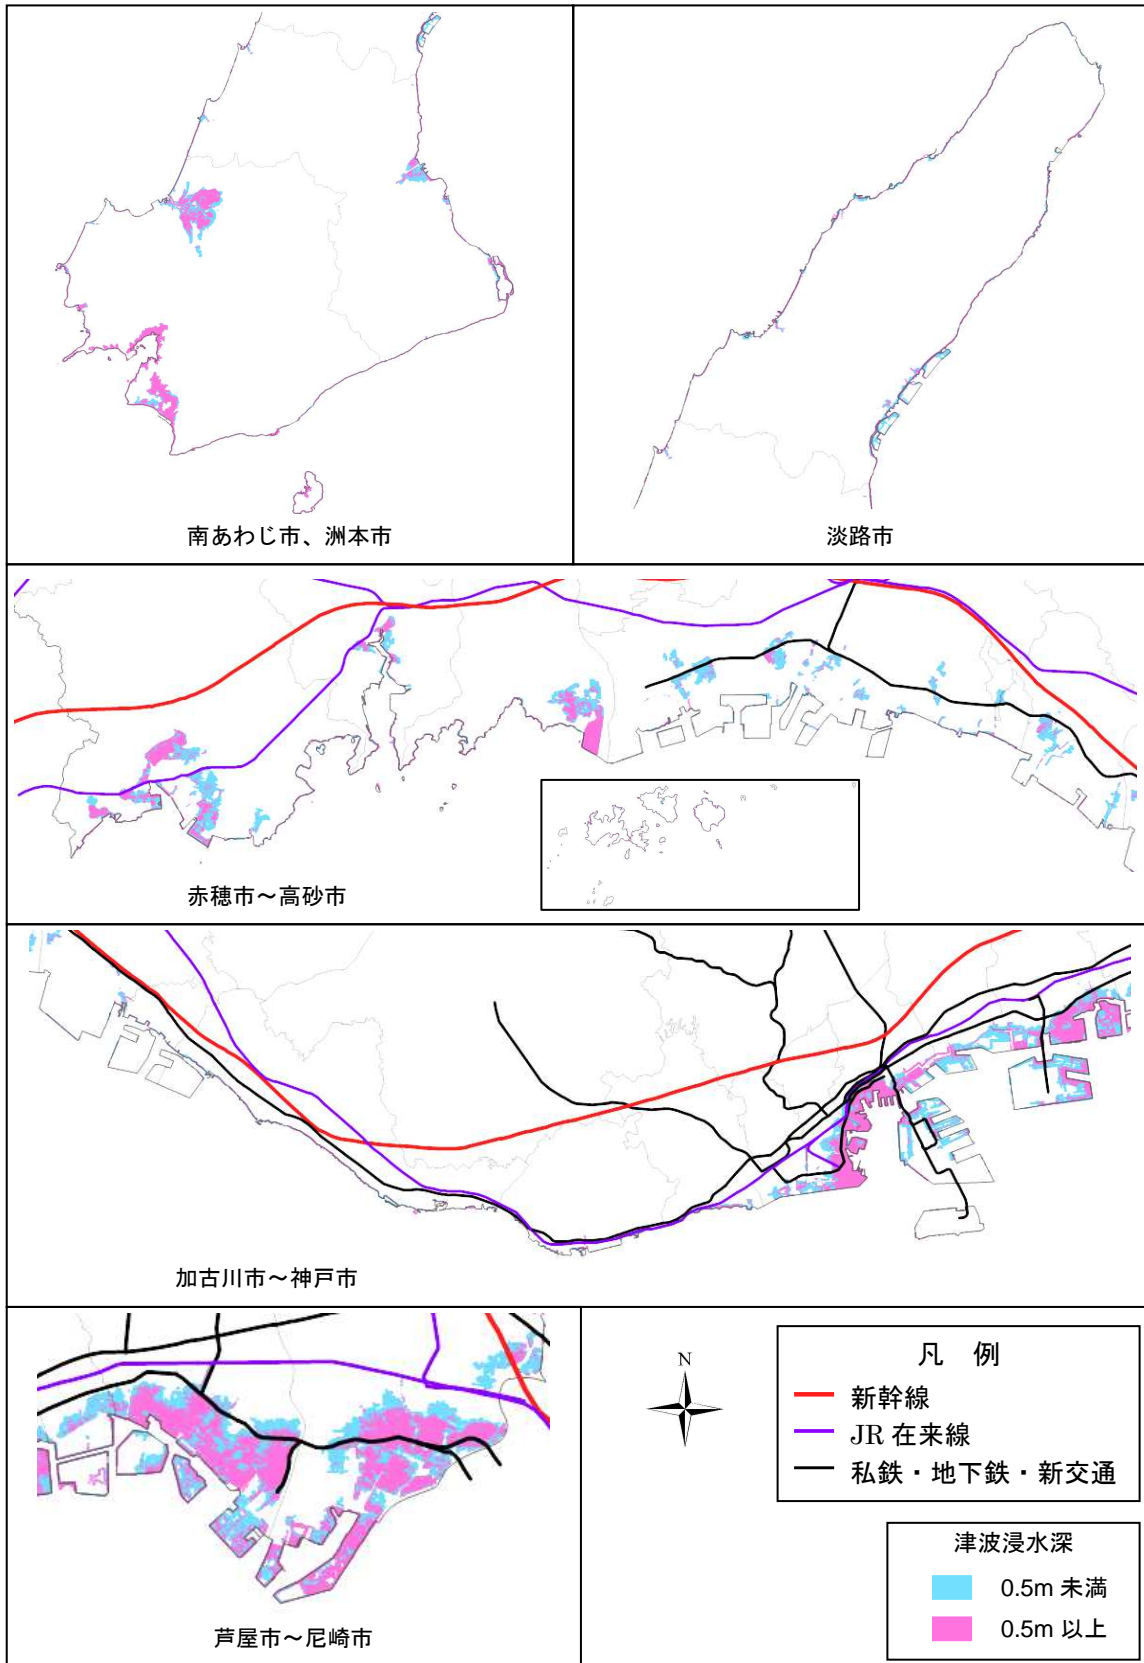 南あわじ市、洲本市
淡路市
赤穂市～高砂市
加古川市～神戸市
芦屋市～尼崎市
N
凡 例
新幹線
JR 在来線
私鉄・地下鉄・新交通
津波浸水深
0.5m 未満
0.5m 以上